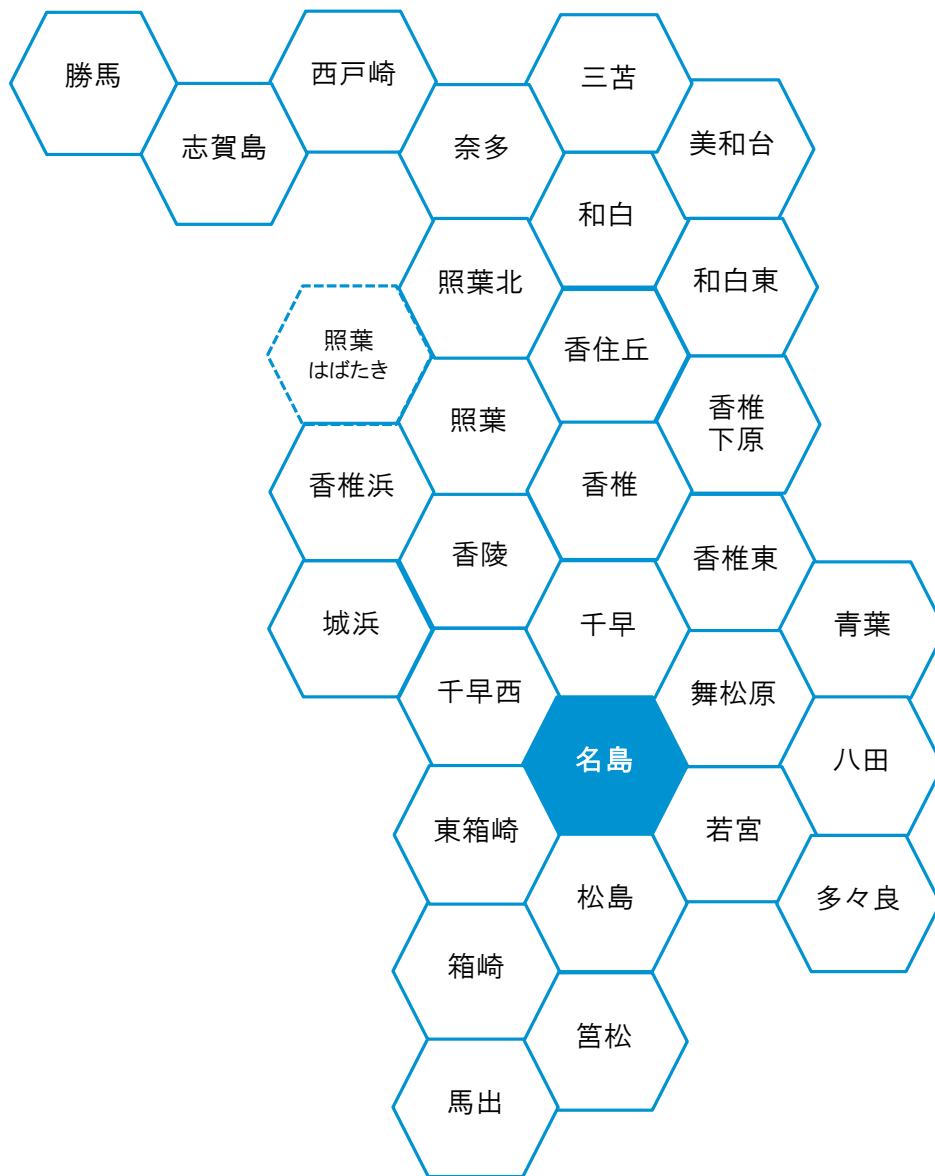 勝馬
西戸崎
三苫
志賀島
奈多
美和台
和白
照葉北
和白東
照葉
はばたき
香住丘
照葉
香椎
下原
香椎浜
香椎
香陵
香椎東
城浜
千早
青葉
千早西
舞松原
名島
八田
東箱崎
若宮
松島
多々良
箱崎
筥松
馬出